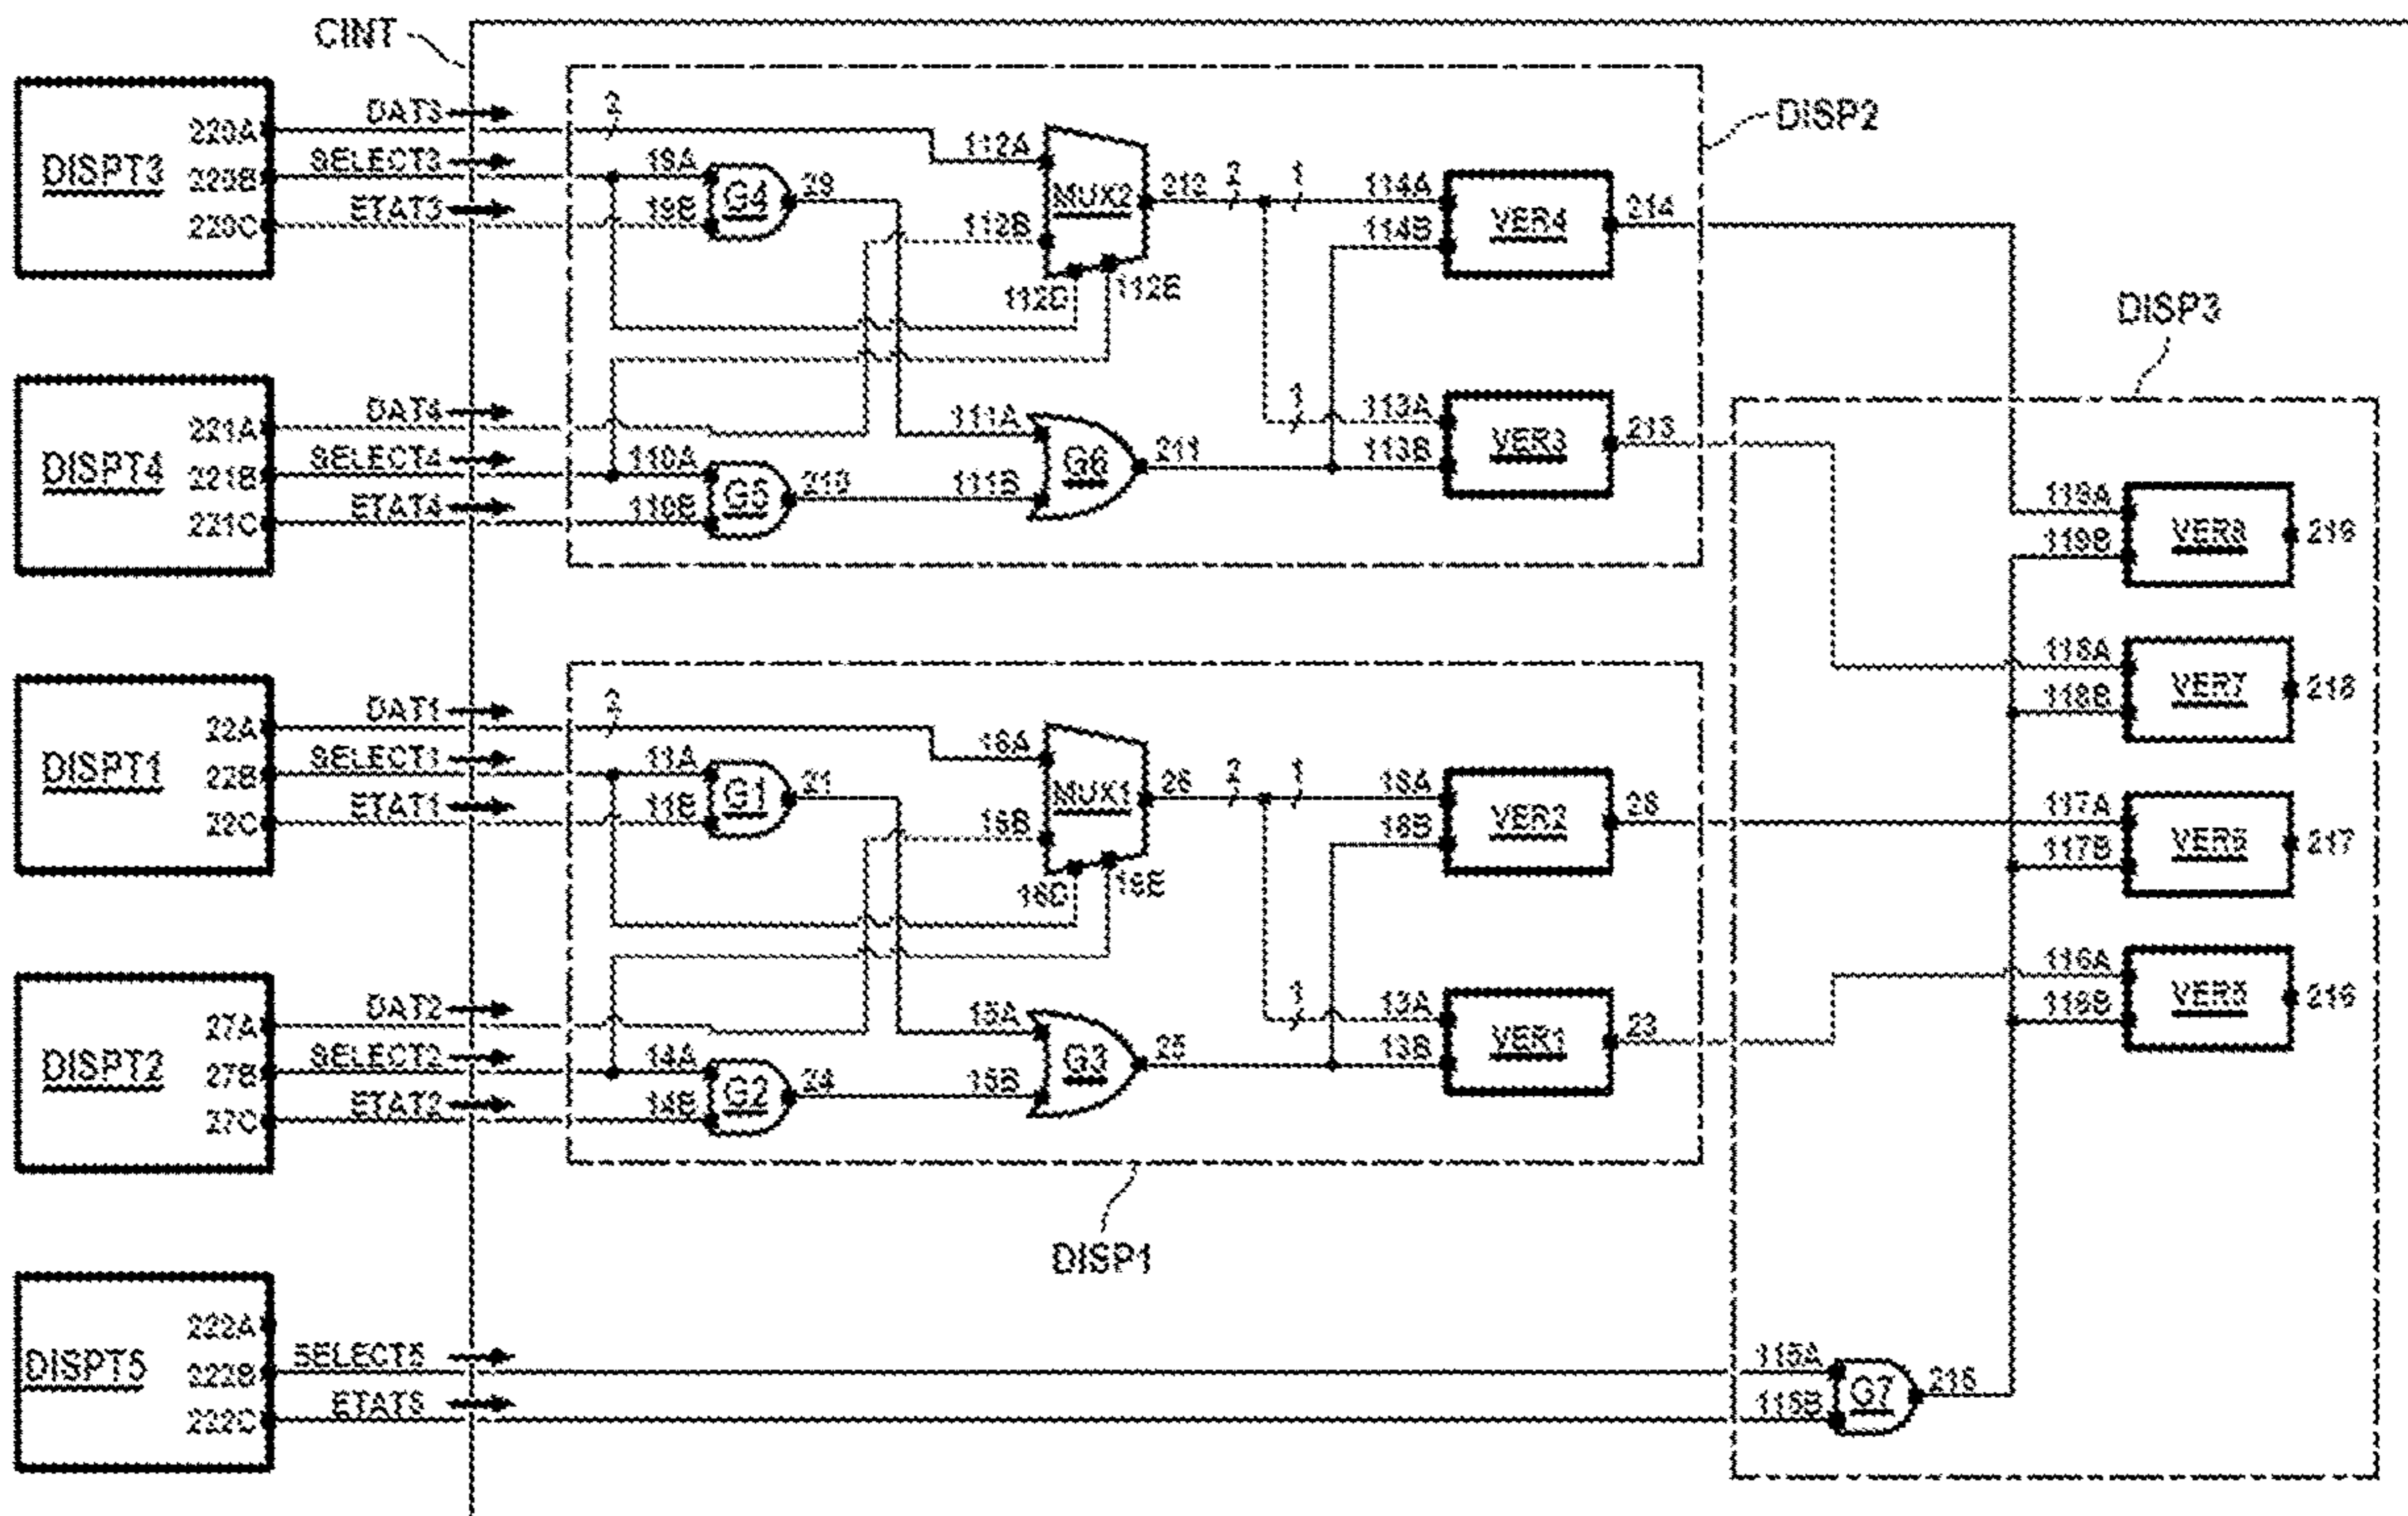 CINT
DISPT3
220A
220B
220C
DAT3
SELECT3
ETAT3
2
19A
19B
G4
29
112A
112B
MUX2
112D
112E
212
2
1
114A
114B
VER4
214
DISP2
DISPT4
221A
221B
221C
DAT4
SELECT4
ETAT4
110A
110B
G5
210
111A
111B
G6
211
1
113A
113B
VER3
213
DISP3
119A
119B
VER8
219
118A
118B
VER7
218
117A
117B
VER6
217
116A
116B
VER5
216
DISPT1
22A
22B
22C
DAT1
SELECT1
ETAT1
2
11A
11B
G1
21
16A
16B
MUX1
16D
16E
26
2
1
18A
18B
VER2
28
DISPT2
27A
27B
27C
DAT2
SELECT2
ETAT2
14A
14B
G2
24
15A
15B
G3
25
1
13A
13B
VER1
23
DISP1
DISPT5
222A
222B
222C
SELECT5
ETAT5
115A
115B
G7
215